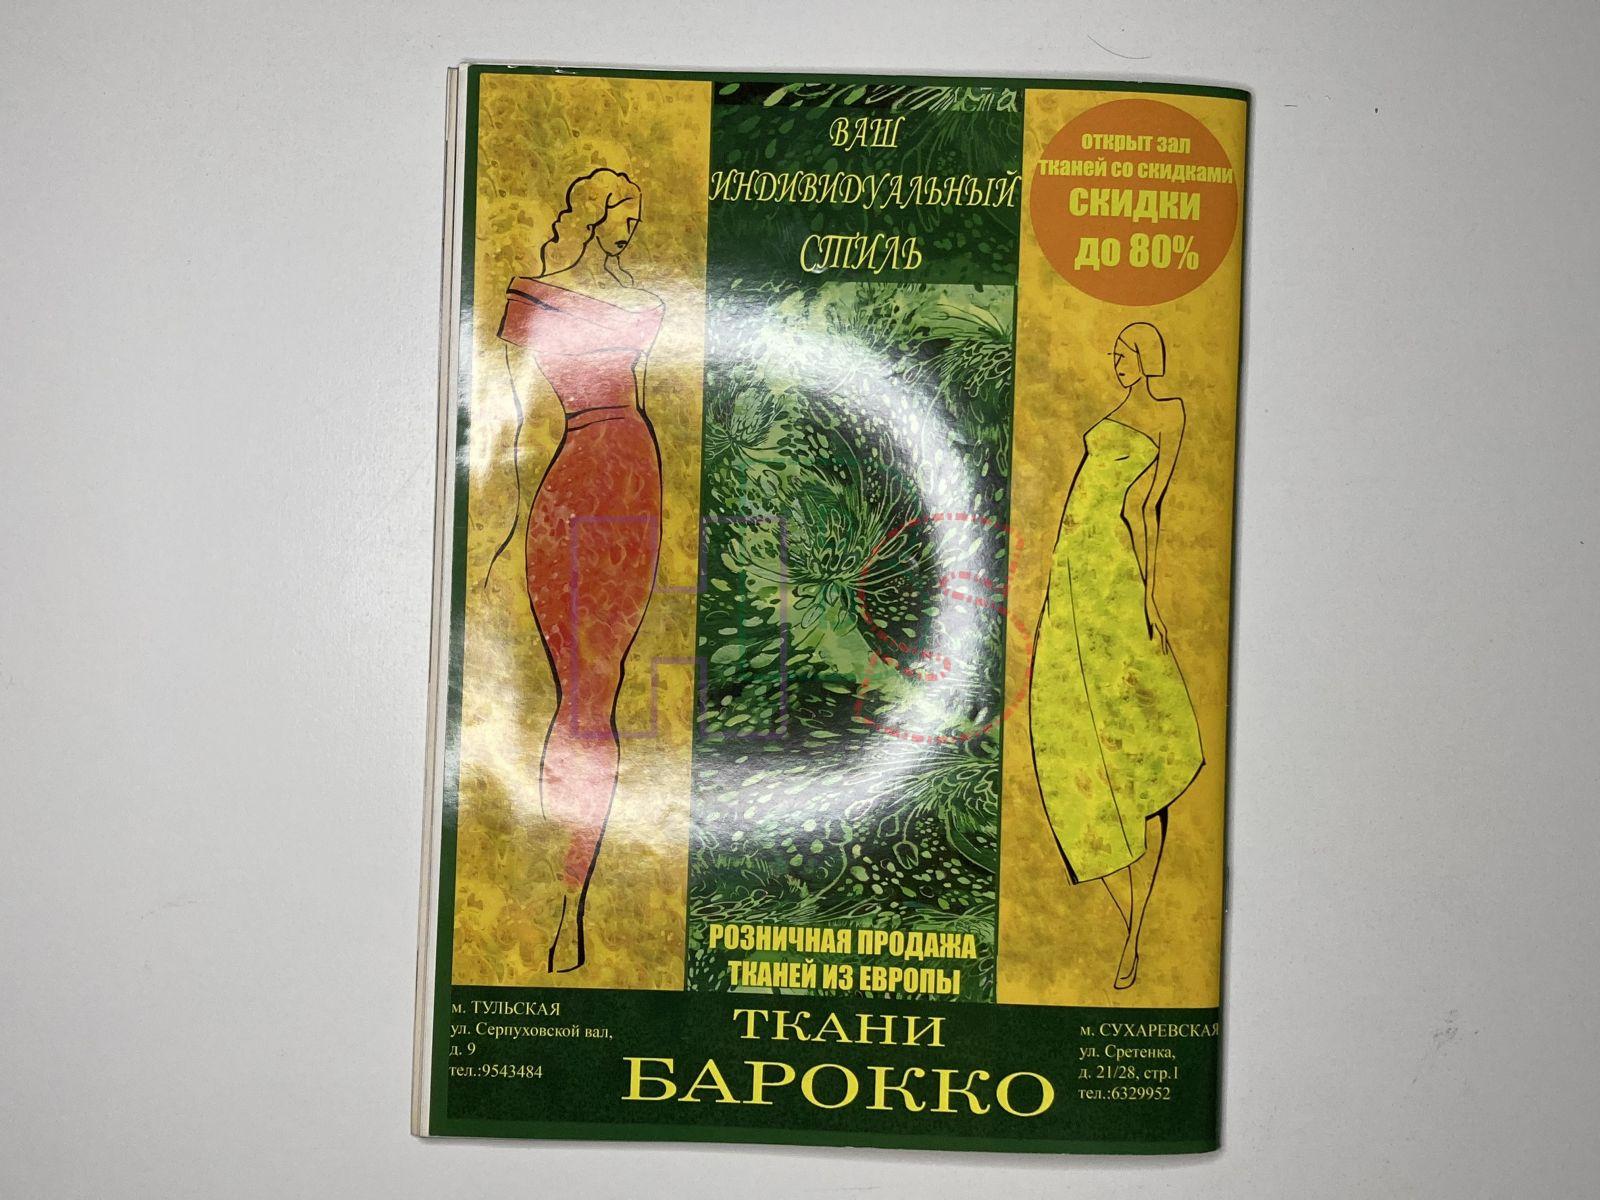 ВАШ
ИНДИВИДУАЛЬНЫЙ
СТИЛЬ
открыт зал
тканей со скидками
СКИДКИ
до 80%
РОЗНИЧНАЯ ПРОДАЖА
ТКАНЕЙ ИЗ ЕВРОПЫ
ТКАНИ
БАРОККО
м. ТУЛЬСКАЯ
ул. Серпуховской вал,
д. 9
тел.:9543484
м. СУХАРЕВСКАЯ
ул. Сретенка,
д. 21/28, стр.1
тел.:6329952